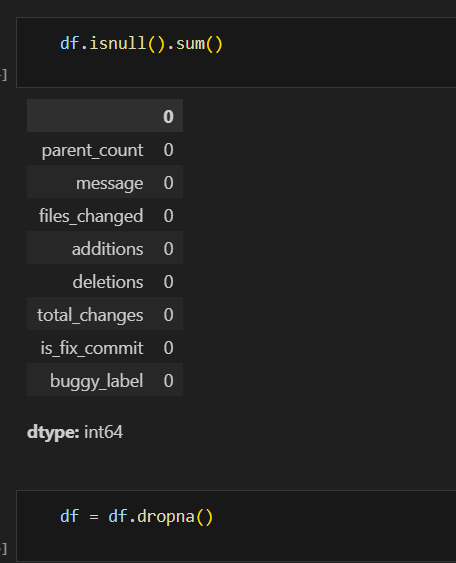 df.isnull().sum()
]
0
parent_count 0
message 0
files_changed 0
additions 0
deletions 0
total_changes 0
is_fix_commit 0
buggy_label 0
dtype: int64
df = df.dropna()
]